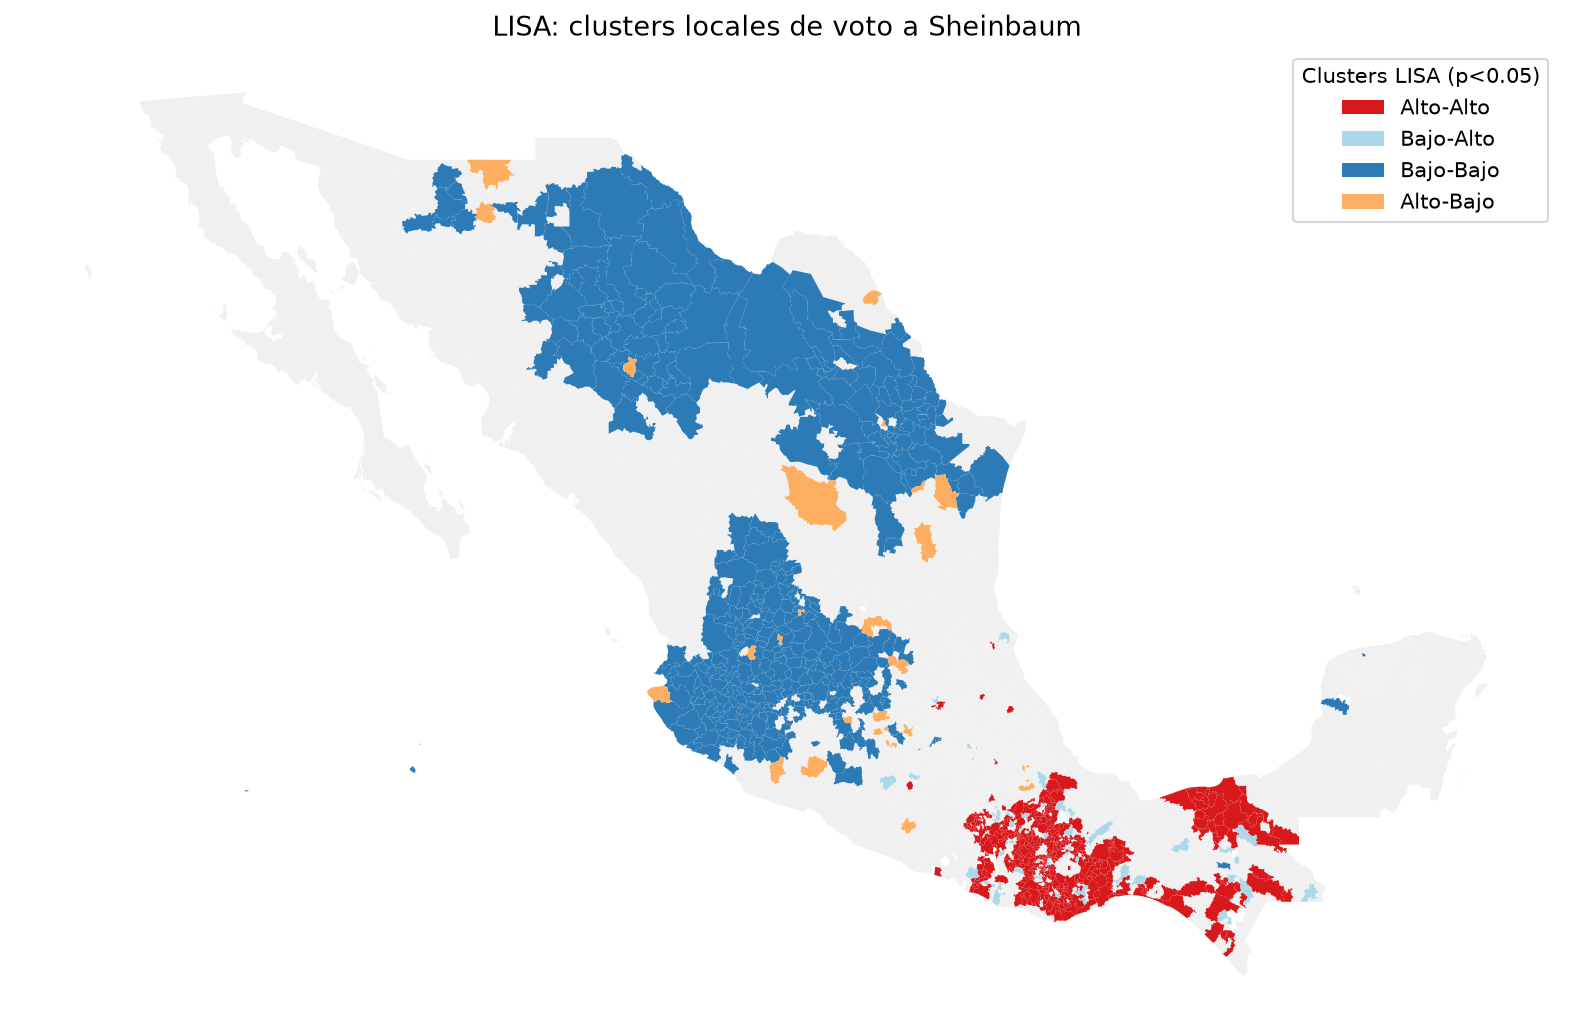 LISA: clusters locales de voto a Sheinbaum
Clusters LISA (p<0.05)
Alto-Alto
Bajo-Alto
Bajo-Bajo
Alto-Bajo